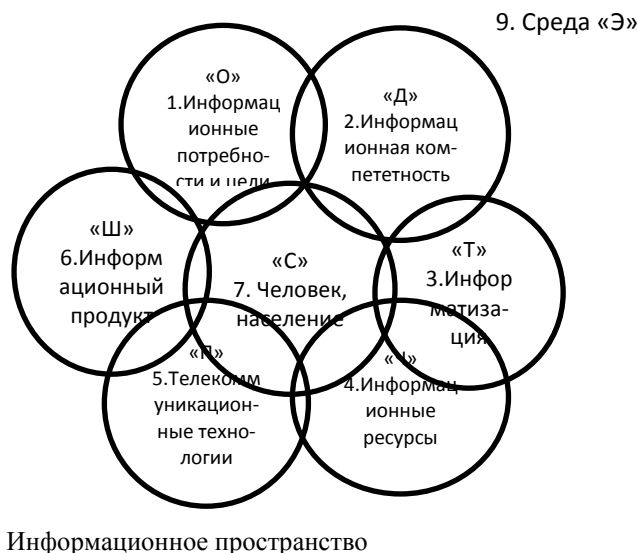 9. Среда «Э»
«О»
1.Информац
ионные
потребно-
сти и цели
«Д»
2.Информац
ионная ком-
петентность
«Т»
3.Инфор
матиза-
ция
«Ч»
4.Информац
ионные
ресурсы
«П»
5.Телекомм
уникацион-
ные техно-
логии
«Ш»
6.Информ
ационный
продукт
«С»
7. Человек,
население
Информационное пространство